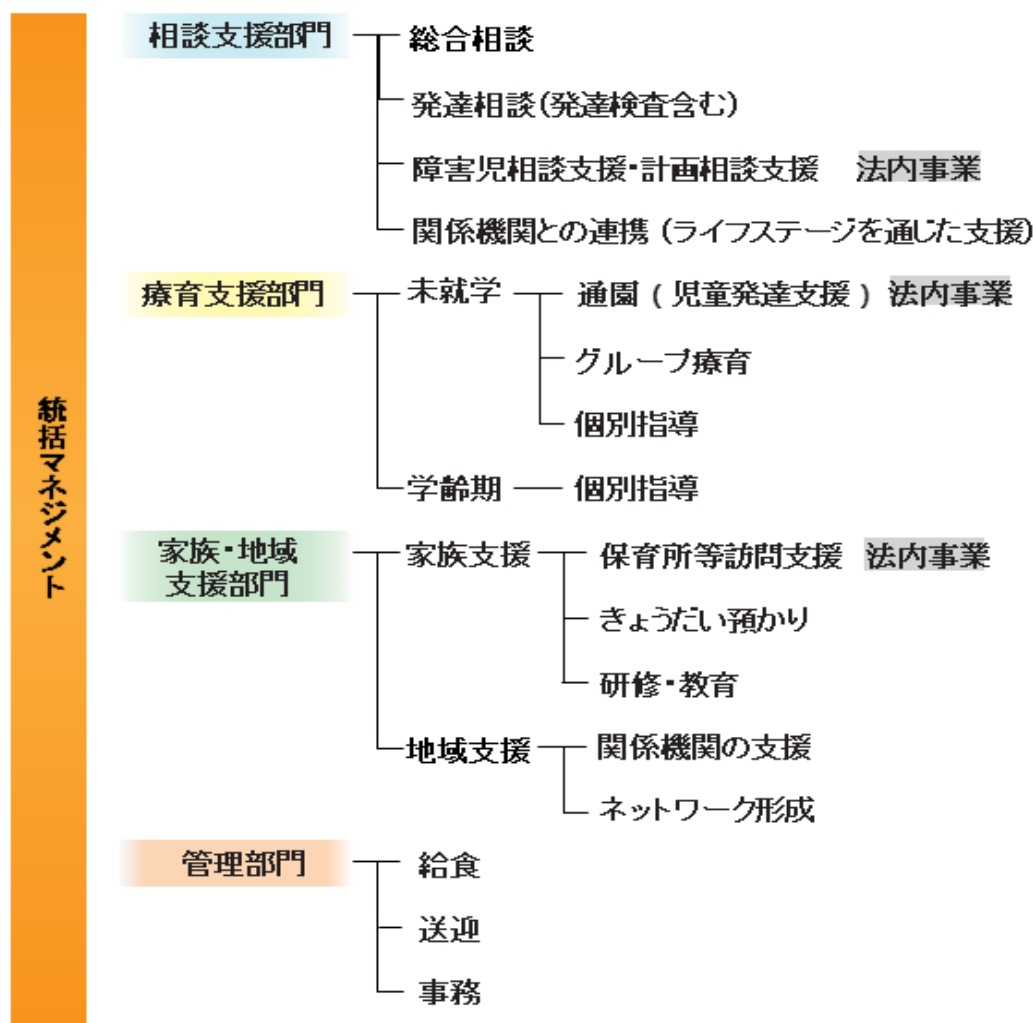 統括マネジメント
相談支援部門
総合相談
発達相談(発達検査含む)
障害児相談支援・計画相談支援 法内事業
関係機関との連携(ライフステージを通じた支援)
療育支援部門
未就学
通園(児童発達支援) 法内事業
グループ療育
個別指導
学齢期
個別指導
家族・地域
支援部門
家族支援
保育所等訪問支援 法内事業
きょうだい預かり
研修・教育
地域支援
関係機関の支援
ネットワーク形成
管理部門
給食
送迎
事務